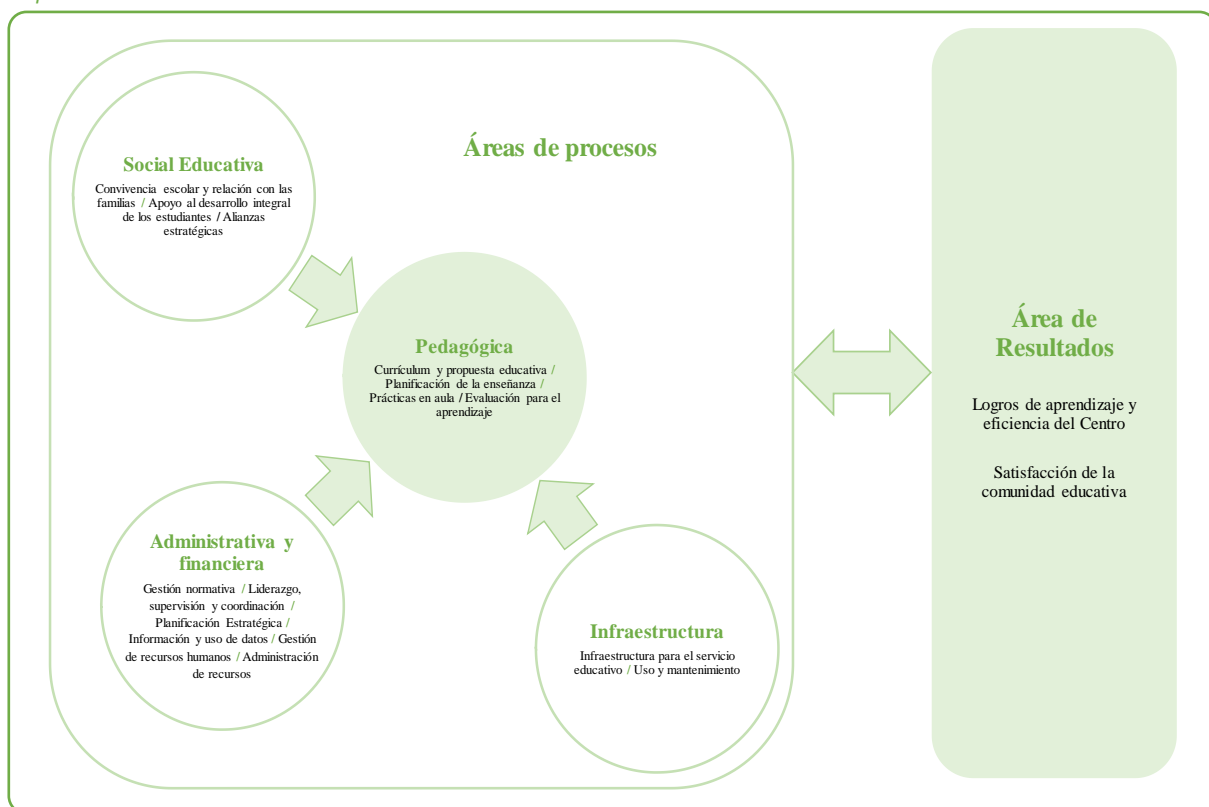 Áreas de procesos
Social Educativa
Convivencia escolar y relación con las
familias / Apoyo al desarrollo integral
de los estudiantes / Alianzas
estratégicas
Pedagógica
Currículum y propuesta educativa /
Planificación de la enseñanza /
Prácticas en aula / Evaluación para el
aprendizaje
Administrativa y
financiera
Gestión normativa / Liderazgo,
supervisión y coordinación /
Planificación Estratégica /
Información y uso de datos / Gestión
de recursos humanos / Administración
de recursos
Infraestructura
Infraestructura para el servicio
educativo / Uso y mantenimiento
Área de
Resultados
Logros de aprendizaje y
eficiencia del Centro
Satisfacción de la
comunidad educativa